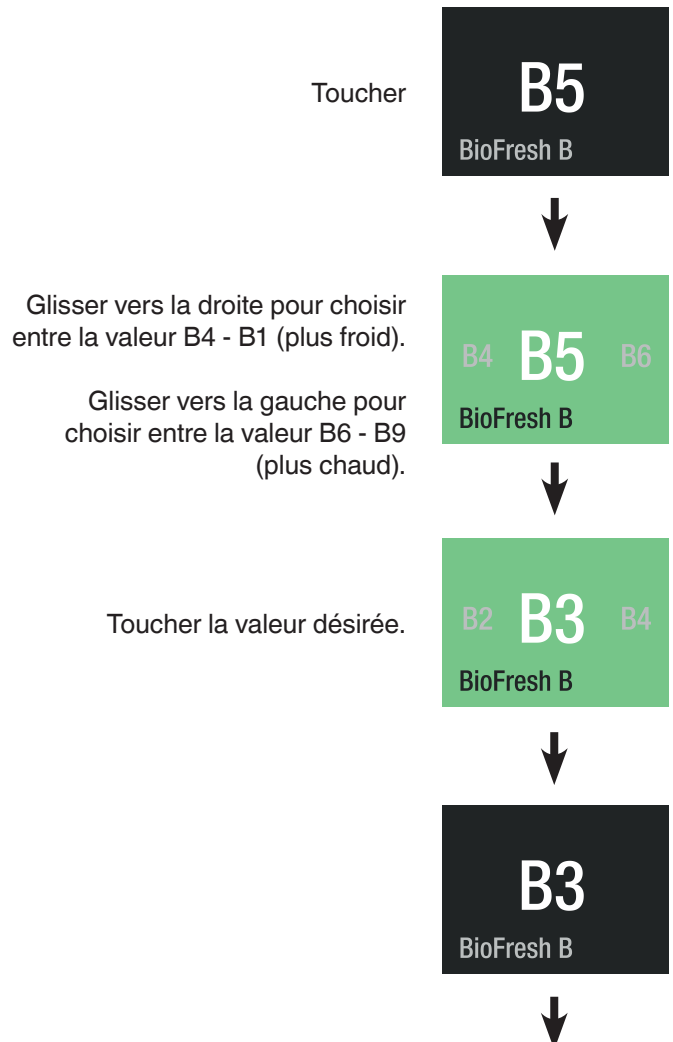 Toucher
B5
BioFresh B
Glisser vers la droite pour choisir
entre la valeur B4 - B1 (plus froid).
Glisser vers la gauche pour
choisir entre la valeur B6 - B9
(plus chaud).
B4 B5 B6
BioFresh B
Toucher la valeur désirée.
B2 B3 B4
BioFresh B
B3
BioFresh B